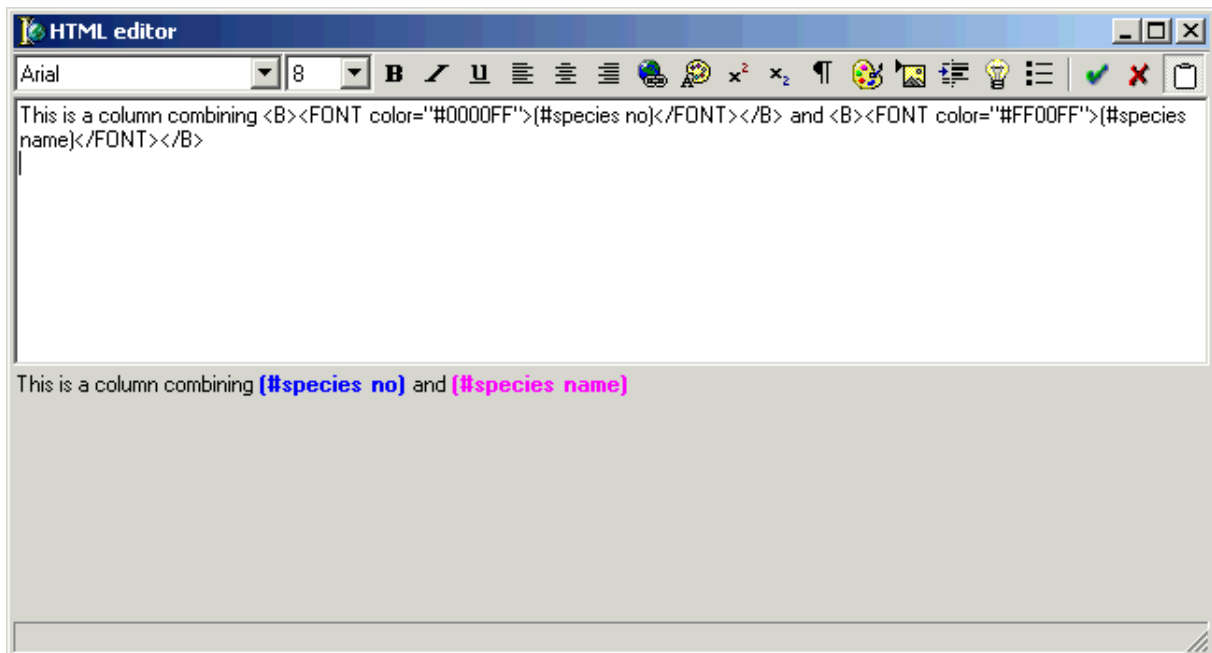 HTML editor
Arial 8 B I U x² x₂ ¶
This is a column combining <B><FONT color="#0000FF">(#species no)</FONT></B> and <B><FONT color="#FF00FF">(#species
name)</FONT></B>
This is a column combining (#species no) and (#species name)